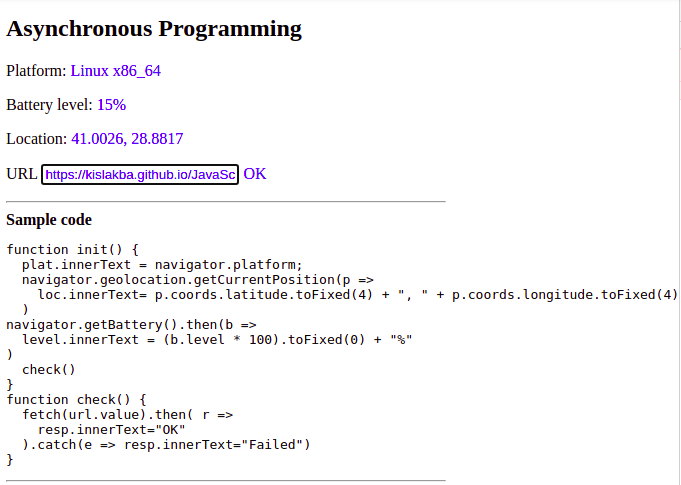 Asynchronous Programming
Platform: Linux x86_64
Battery level: 15%
Location: 41.0026, 28.8817
URL https://kislakba.github.io/JavaSc OK
Sample code
function init() {
  plat.innerText = navigator.platform;
  navigator.geolocation.getCurrentPosition(p =>
    loc.innerText= p.coords.latitude.toFixed(4) + ", " + p.coords.longitude.toFixed(4)
  )
navigator.getBattery().then(b =>
  level.innerText = (b.level * 100).toFixed(0) + "%"
)
  check()
}
function check() {
  fetch(url.value).then( r =>
    resp.innerText="OK"
  ).catch(e => resp.innerText="Failed")
}